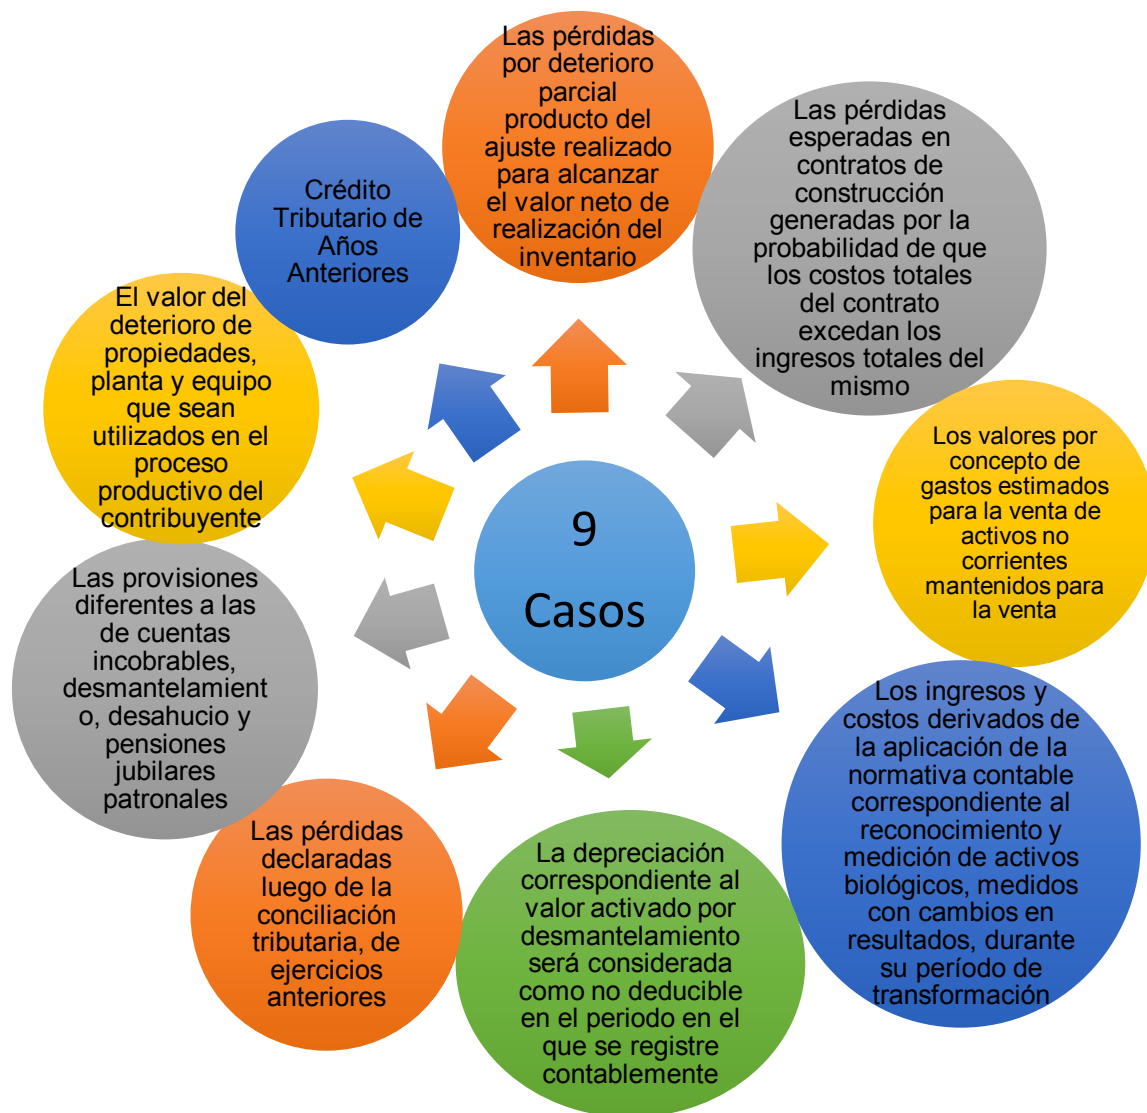 9
Casos
Las pérdidas
por deterioro
parcial
producto del
ajuste realizado
para alcanzar
el valor neto de
realización del
inventario
Las pérdidas
esperadas en
contratos de
construcción
generadas por la
probabilidad de que
los costos totales
del contrato
excedan los
ingresos totales del
mismo
Los valores por
concepto de
gastos estimados
para la venta de
activos no
corrientes
mantenidos para
la venta
Los ingresos y
costos derivados de
la aplicación de la
normativa contable
correspondiente al
reconocimiento y
medición de activos
biológicos, medidos
con cambios en
resultados, durante
su período de
transformación
La depreciación
correspondiente al
valor activado por
desmantelamiento
será considerada
como no deducible
en el periodo en el
que se registre
contablemente
Las pérdidas
declaradas
luego de la
conciliación
tributaria, de
ejercicios
anteriores
Las provisiones
diferentes a las
de cuentas
incobrables,
desmantelamient
o, desahucio y
pensiones
jubilares
patronales
El valor del
deterioro de
propiedades,
planta y equipo
que sean
utilizados en el
proceso
productivo del
contribuyente
Crédito
Tributario de
Años
Anteriores